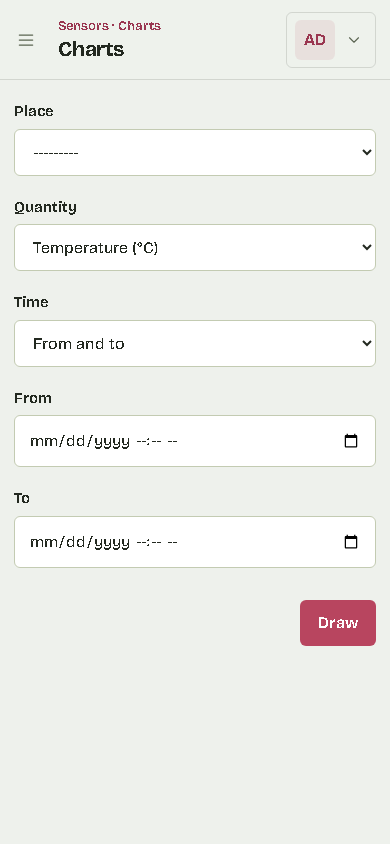 Sensors · Charts
Charts
AD
Place
---------
Quantity
Temperature (°C)
Time
From and to
From
mm/dd/yyyy --:-- --
To
mm/dd/yyyy --:-- --
Draw